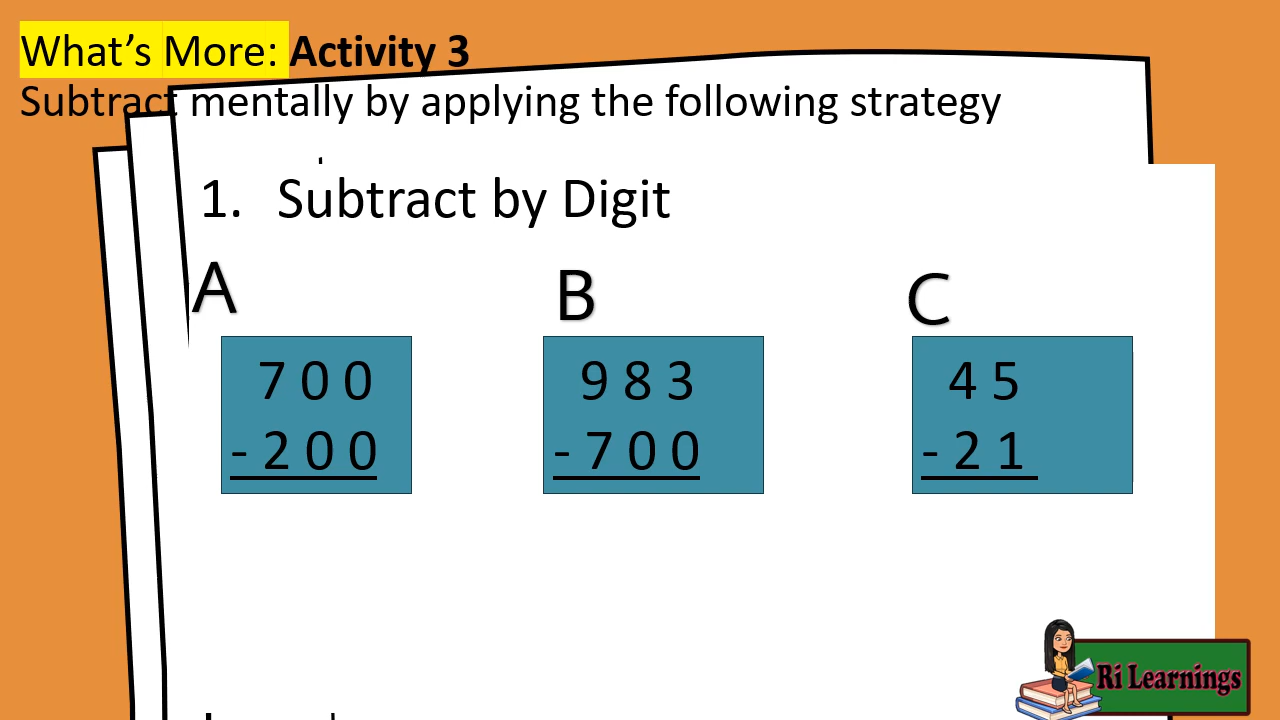 What's More: Activity 3
Subtract mentally by applying the following strategy
1. Subtract by Digit
A B C
7 0 0 9 8 3 4 5
- 2 0 0 - 7 0 0 - 2 1
Ri Learnings